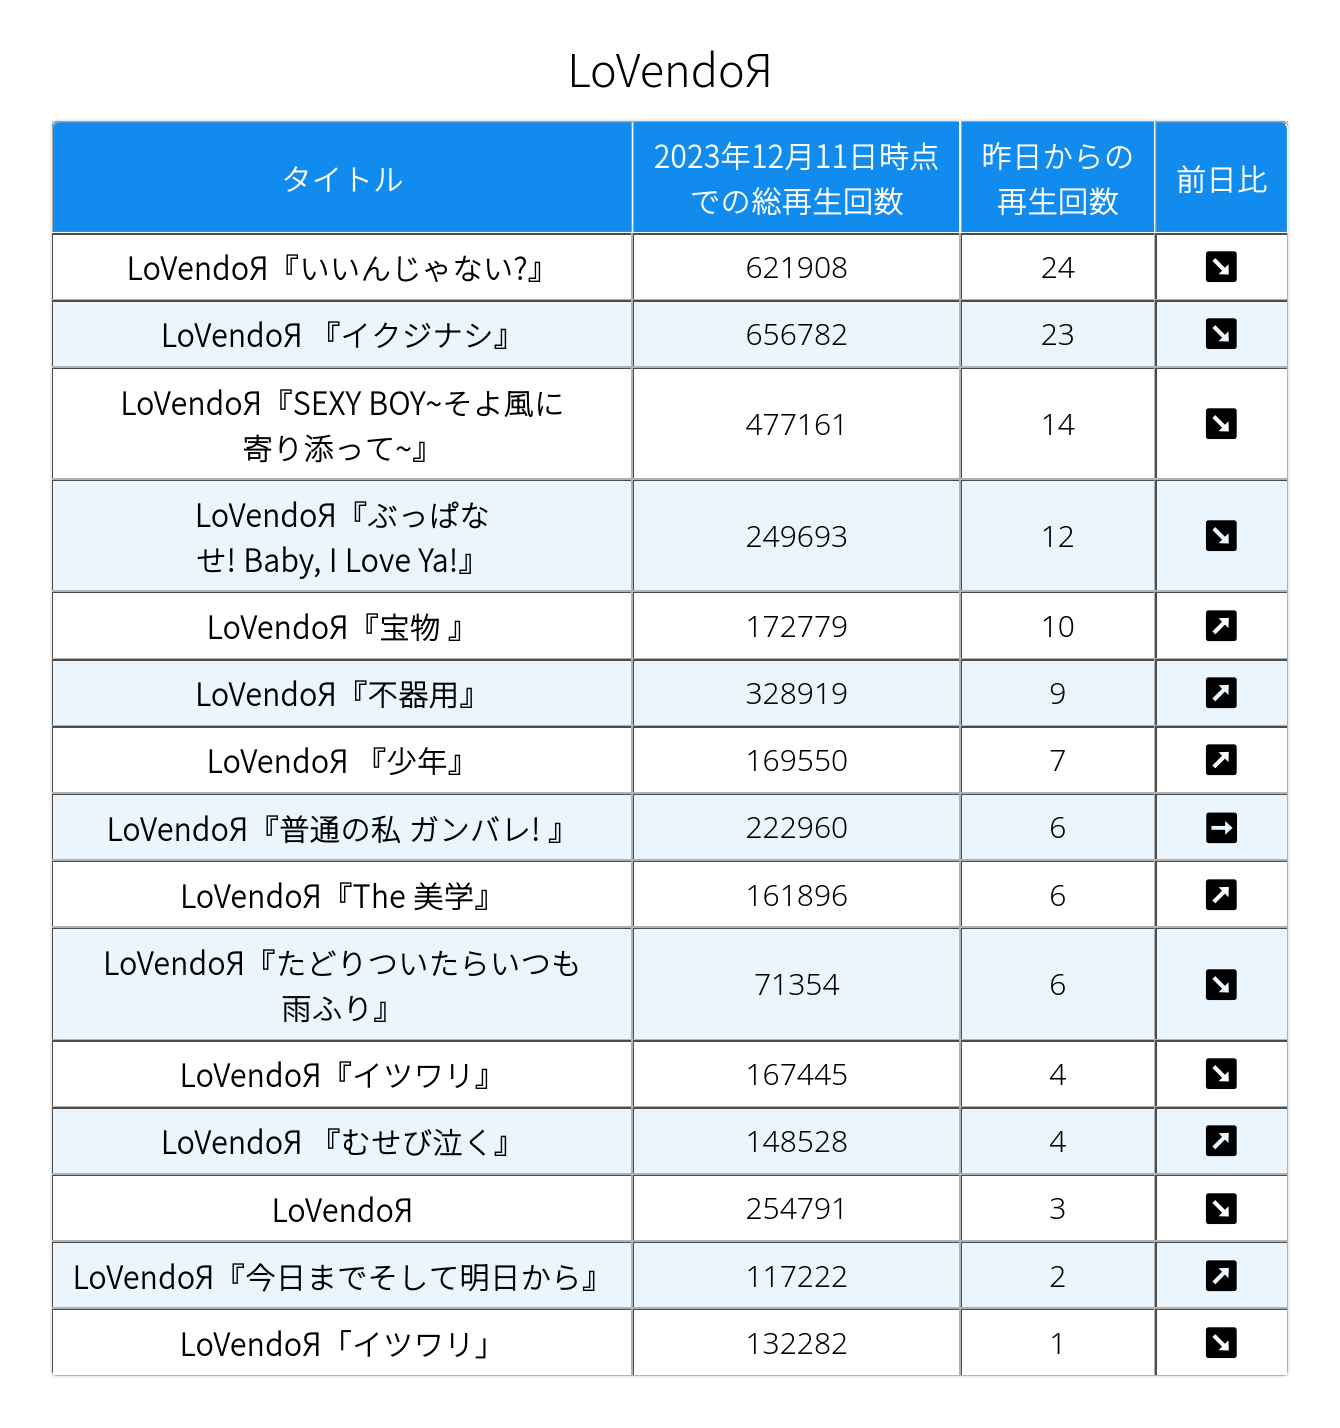 LoVendoЯ
タイトル
2023年12月11日時点
での総再生回数
昨日からの
再生回数
前日比
LoVendoЯ『いいんじゃない?』
621908
24
LoVendoЯ 『イクジナシ』
656782
23
LoVendoЯ『SEXY BOY~そよ風に
寄り添って~』
477161
14
LoVendoЯ『ぶっぱな
せ! Baby, I Love Ya!』
249693
12
LoVendoЯ『宝物 』
172779
10
LoVendoЯ『不器用』
328919
9
LoVendoЯ 『少年』
169550
7
LoVendoЯ『普通の私 ガンバレ! 』
222960
6
LoVendoЯ『The 美学』
161896
6
LoVendoЯ『たどりついたらいつも
雨ふり』
71354
6
LoVendoЯ『イツワリ』
167445
4
LoVendoЯ 『むせび泣く』
148528
4
LoVendoЯ
254791
3
LoVendoЯ『今日までそして明日から』
117222
2
LoVendoЯ「イツワリ」
132282
1